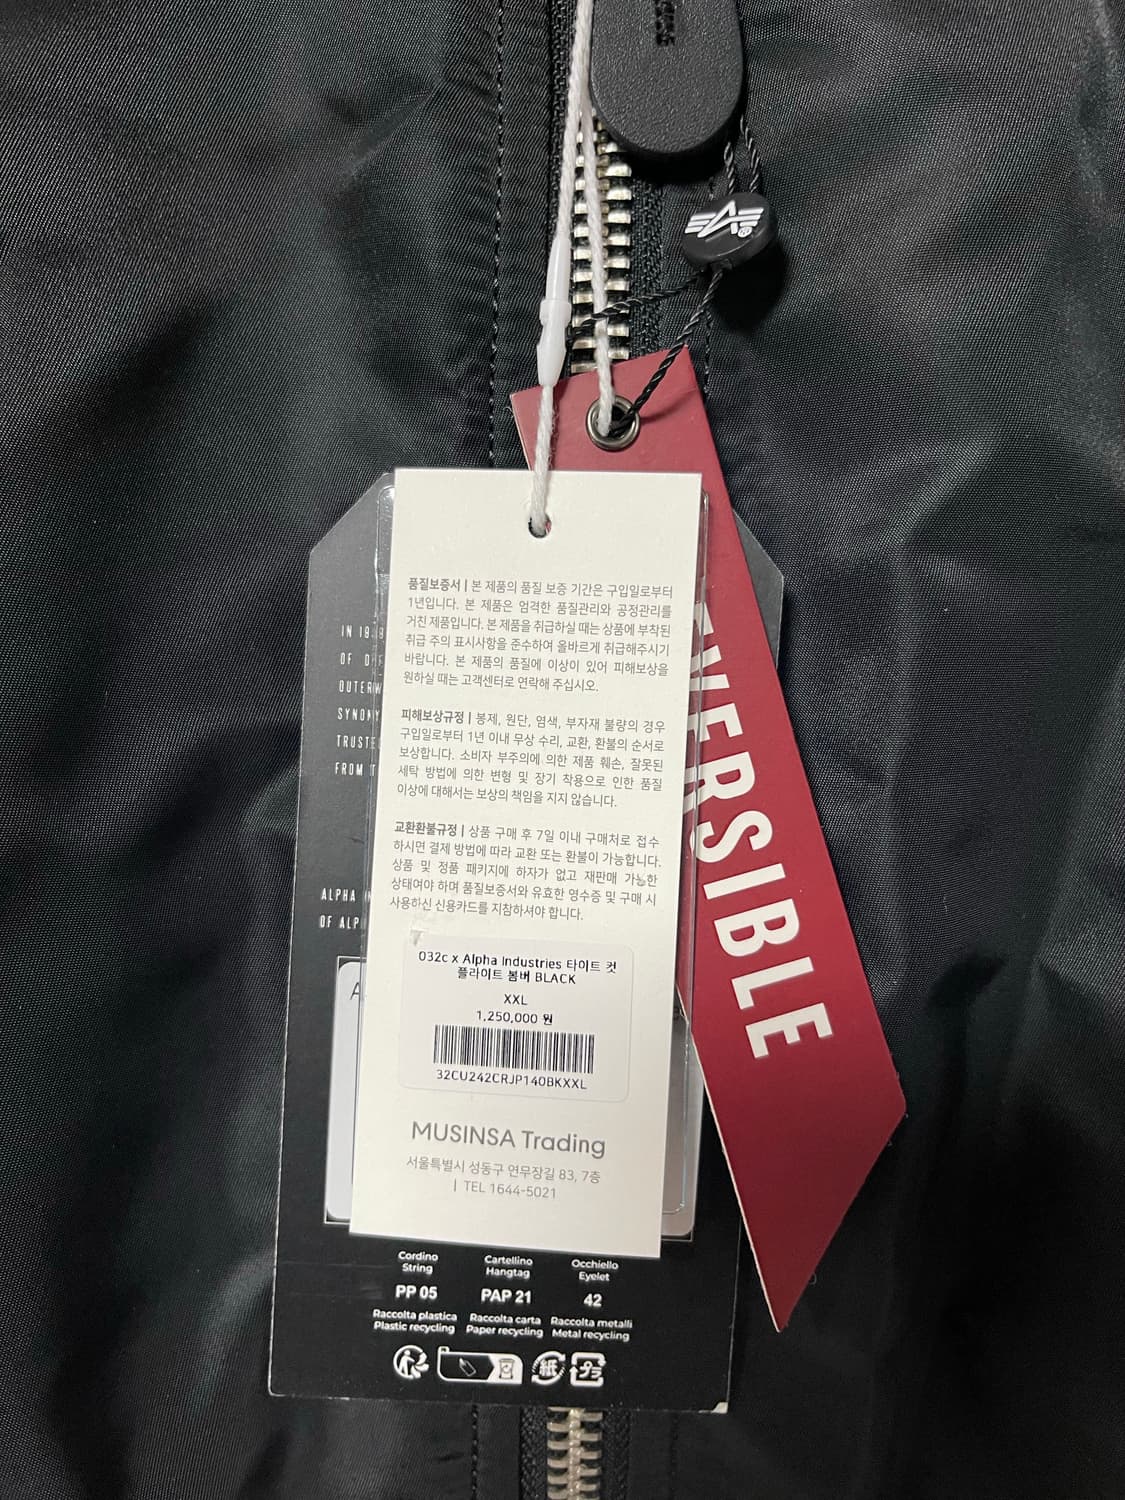 품질보증서 | 본 제품의 품질 보증 기간은 구입일로부터
1년입니다. 본 제품은 엄격한 품질관리와 공정관리를
거친 제품입니다. 본 제품을 취급하실 때는 상품에 부착된
취급 주의 표시사항을 준수하여 올바르게 취급해주시기
바랍니다. 본 제품의 품질에 이상이 있어 피해보상을
원하실 때는 고객센터로 연락해 주십시오.
피해보상규정 | 봉제, 원단, 염색, 부자재 불량의 경우
구입일로부터 1년 이내 무상 수리, 교환, 환불의 순서로
보상합니다. 소비자 부주의에 의한 제품 훼손, 잘못된
세탁 방법에 의한 변형 및 장기 착용으로 인한 품질
이상에 대해서는 보상의 책임을 지지 않습니다.
교환환불규정 | 상품 구매 후 7일 이내 구매처로 접수
하시면 결제 방법에 따라 교환 또는 환불이 가능합니다.
상품 및 정품 패키지에 하자가 없고 재판매 가능한
상태여야 하며 품질보증서와 유효한 영수증 및 구매 시
사용하신 신용카드를 지참하셔야 합니다.
032c x Alpha Industries 타이트 컷
플라이트 봄버 BLACK
XXL
1,250,000 원
32CU242CRJP140BKXXL
MUSINSA Trading
서울특별시 성동구 연무장길 83, 7층
| TEL 1644-5021
EVERSIBLE
IN 19
OF
OUTERW
SYNONY
TRUSTE
FROM T
ALPHA
OF ALP
A
Cordino
String
PP 05
Raccolta plastica
Plastic recycling
Cartellino
Hangtag
PAP 21
Raccolta carta
Paper recycling
Occhiello
Eyelet
42
Raccolta metalli
Metal recycling
紙
プラ